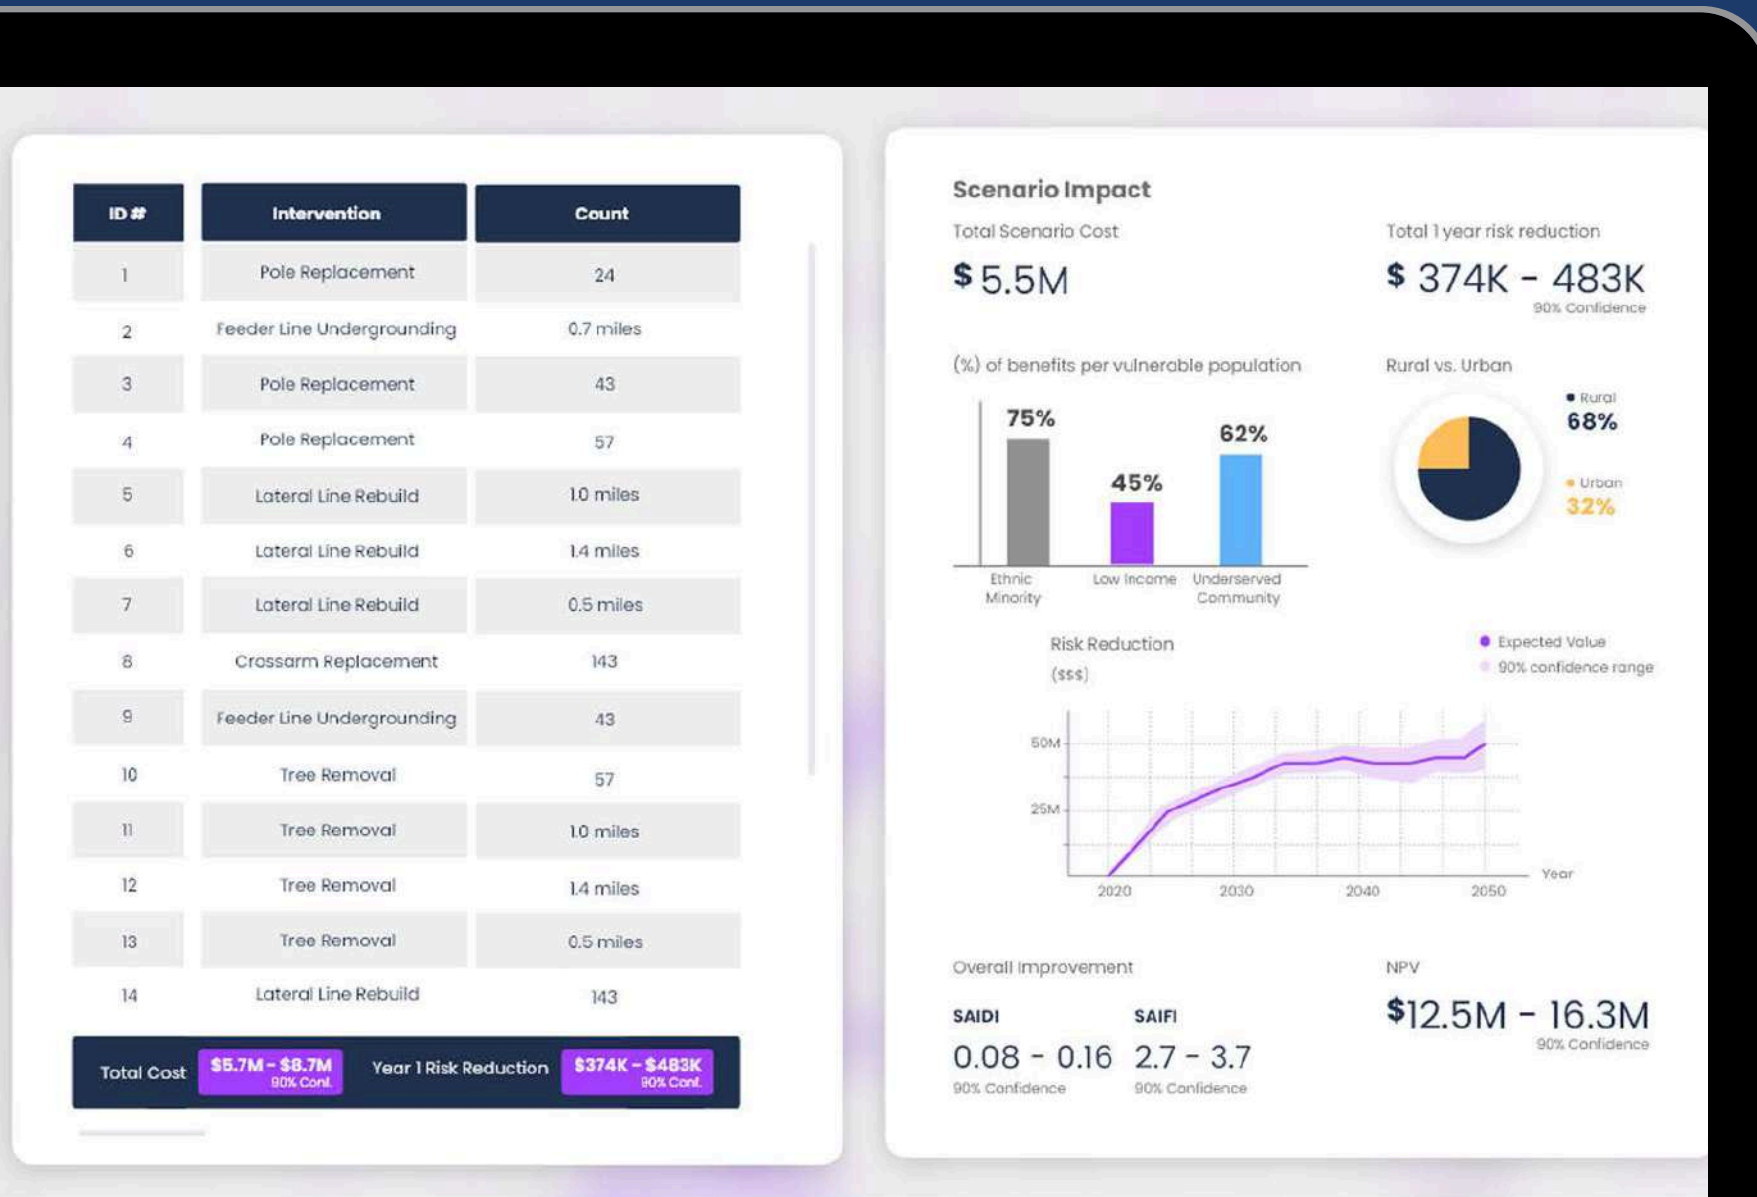 ID # Intervention Count
1 Pole Replacement 24
2 Feeder Line Undergrounding 0.7 miles
3 Pole Replacement 43
4 Pole Replacement 57
5 Lateral Line Rebuild 1.0 miles
6 Lateral Line Rebuild 1.4 miles
7 Lateral Line Rebuild 0.5 miles
8 Crossarm Replacement 143
9 Feeder Line Undergrounding 43
10 Tree Removal 57
11 Tree Removal 1.0 miles
12 Tree Removal 1.4 miles
13 Tree Removal 0.5 miles
14 Lateral Line Rebuild 143
Total Cost $5.7M - $8.7M Year 1 Risk Reduction $374K - $483K
90% Conf. 90% Conf.
Scenario Impact
Total Scenario Cost
$5.5M
Total 1 year risk reduction
$ 374K - 483K
90% Confidence
(%) of benefits per vulnerable population
75%
45%
62%
Ethnic
Minority
Low Income
Underserved
Community
Rural vs. Urban
Rural
68%
Urban
32%
Risk Reduction
($$$)
Expected Value
90% confidence range
50M
25M
2020 2030 2040 2050
Year
Overall Improvement
SAIDI SAIFI
0.08 - 0.16 2.7 - 3.7
90% Confidence 90% Confidence
NPV
$12.5M - 16.3M
90% Confidence